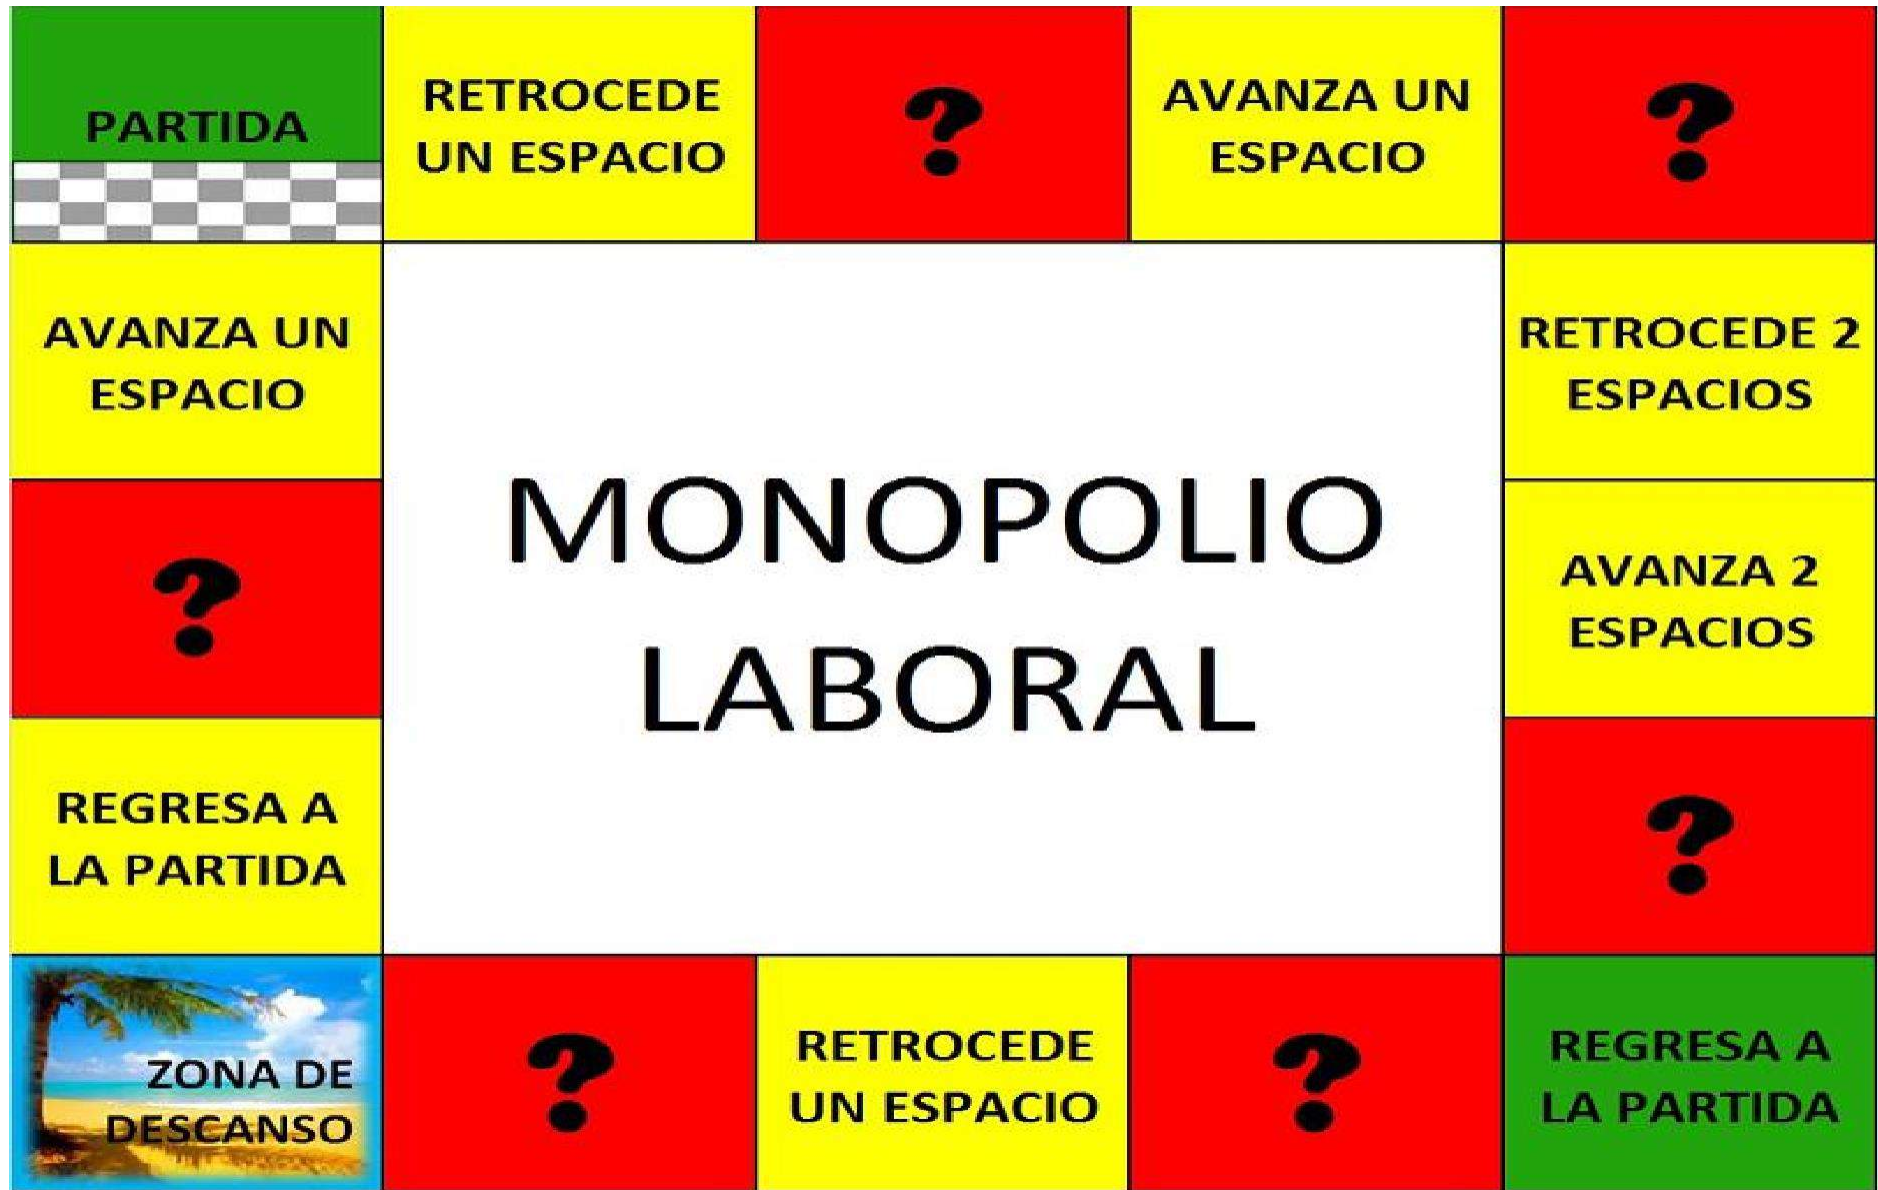 PARTIDA
RETROCEDE
UN ESPACIO
?
AVANZA UN
ESPACIO
?
AVANZA UN
ESPACIO
RETROCEDE 2
ESPACIOS
MONOPOLIO
LABORAL
?
AVANZA 2
ESPACIOS
REGRESA A
LA PARTIDA
?
ZONA DE
DESCANSO
?
RETROCEDE
UN ESPACIO
?
REGRESA A
LA PARTIDA